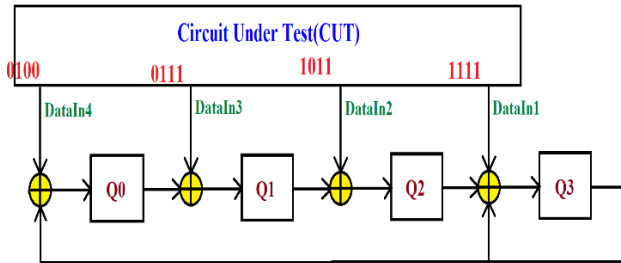 Circuit Under Test(CUT)
0100 0111 1011 1111
DataIn4 DataIn3 DataIn2 DataIn1
Q0 Q1 Q2 Q3